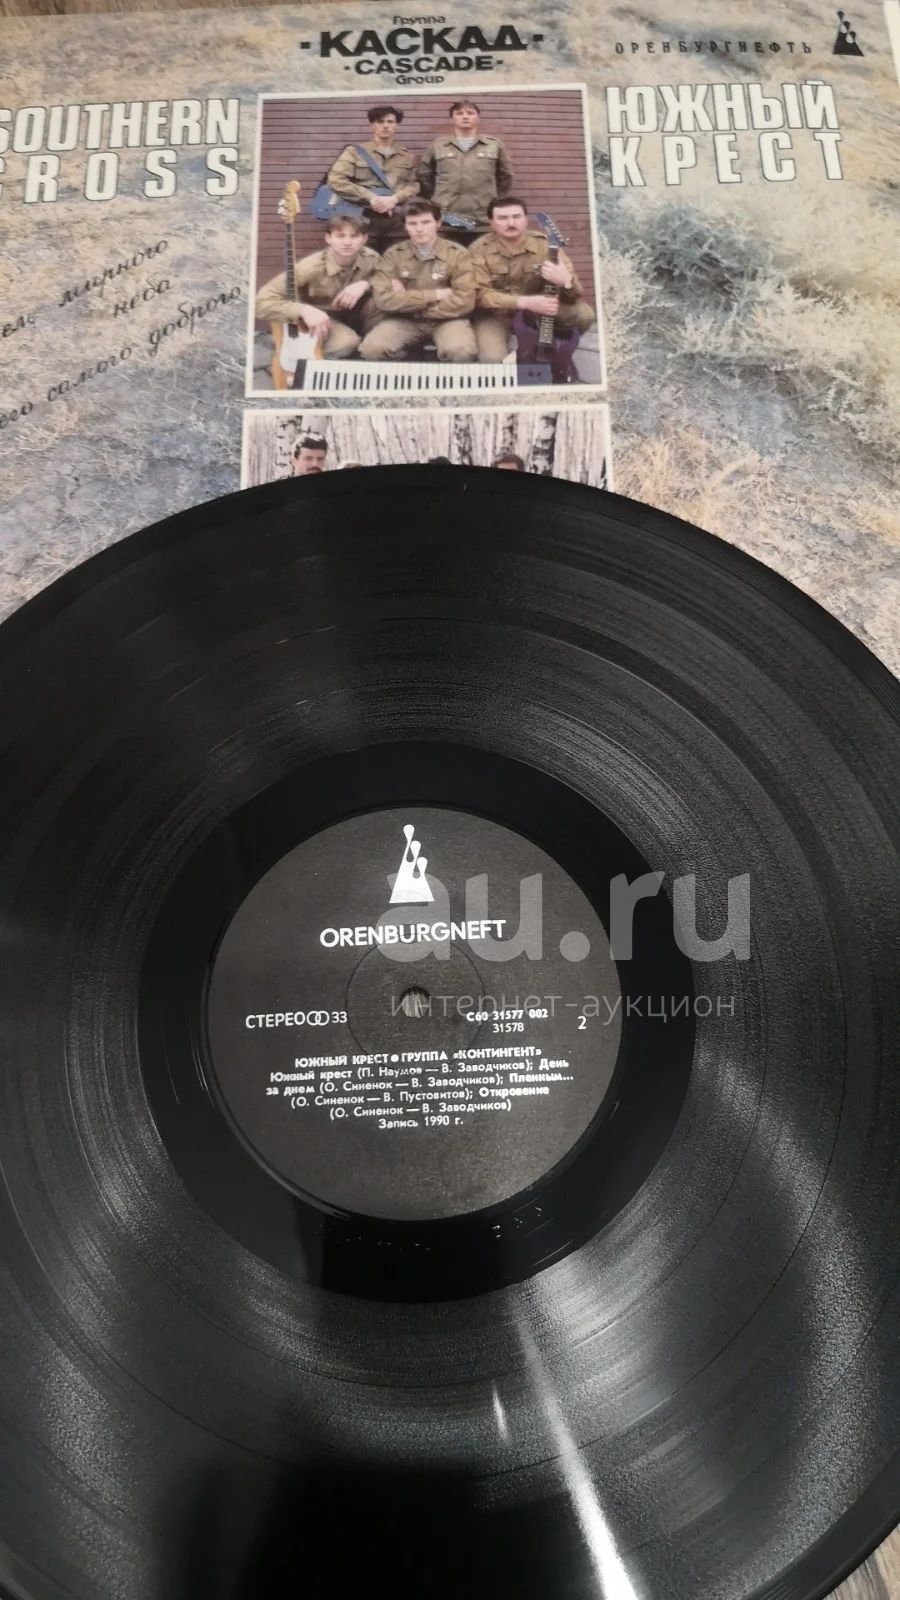 Группа
·КАСКАД·
·CASCADE·
Group
ОРЕНБУРГНЕФТЬ
SOUTHERN
CROSS
ЮЖНЫЙ
КРЕСТ
мирного
неба
самого доброго
ORENBURGNEFT
СТЕРЕО 33
С60 31577 002
31578
2
ЮЖНЫЙ КРЕСТ ● ГРУППА «КОНТИНГЕНТ»
Южный крест (П. Наумов — В. Заводчиков); День
за днем (О. Синенок — В. Заводчиков); Пленным...
(О. Синенок — В. Пустовитов); Откровение
(О. Синенок — В. Заводчиков)
Запись 1990 г.
au.ru
интернет-аукцион